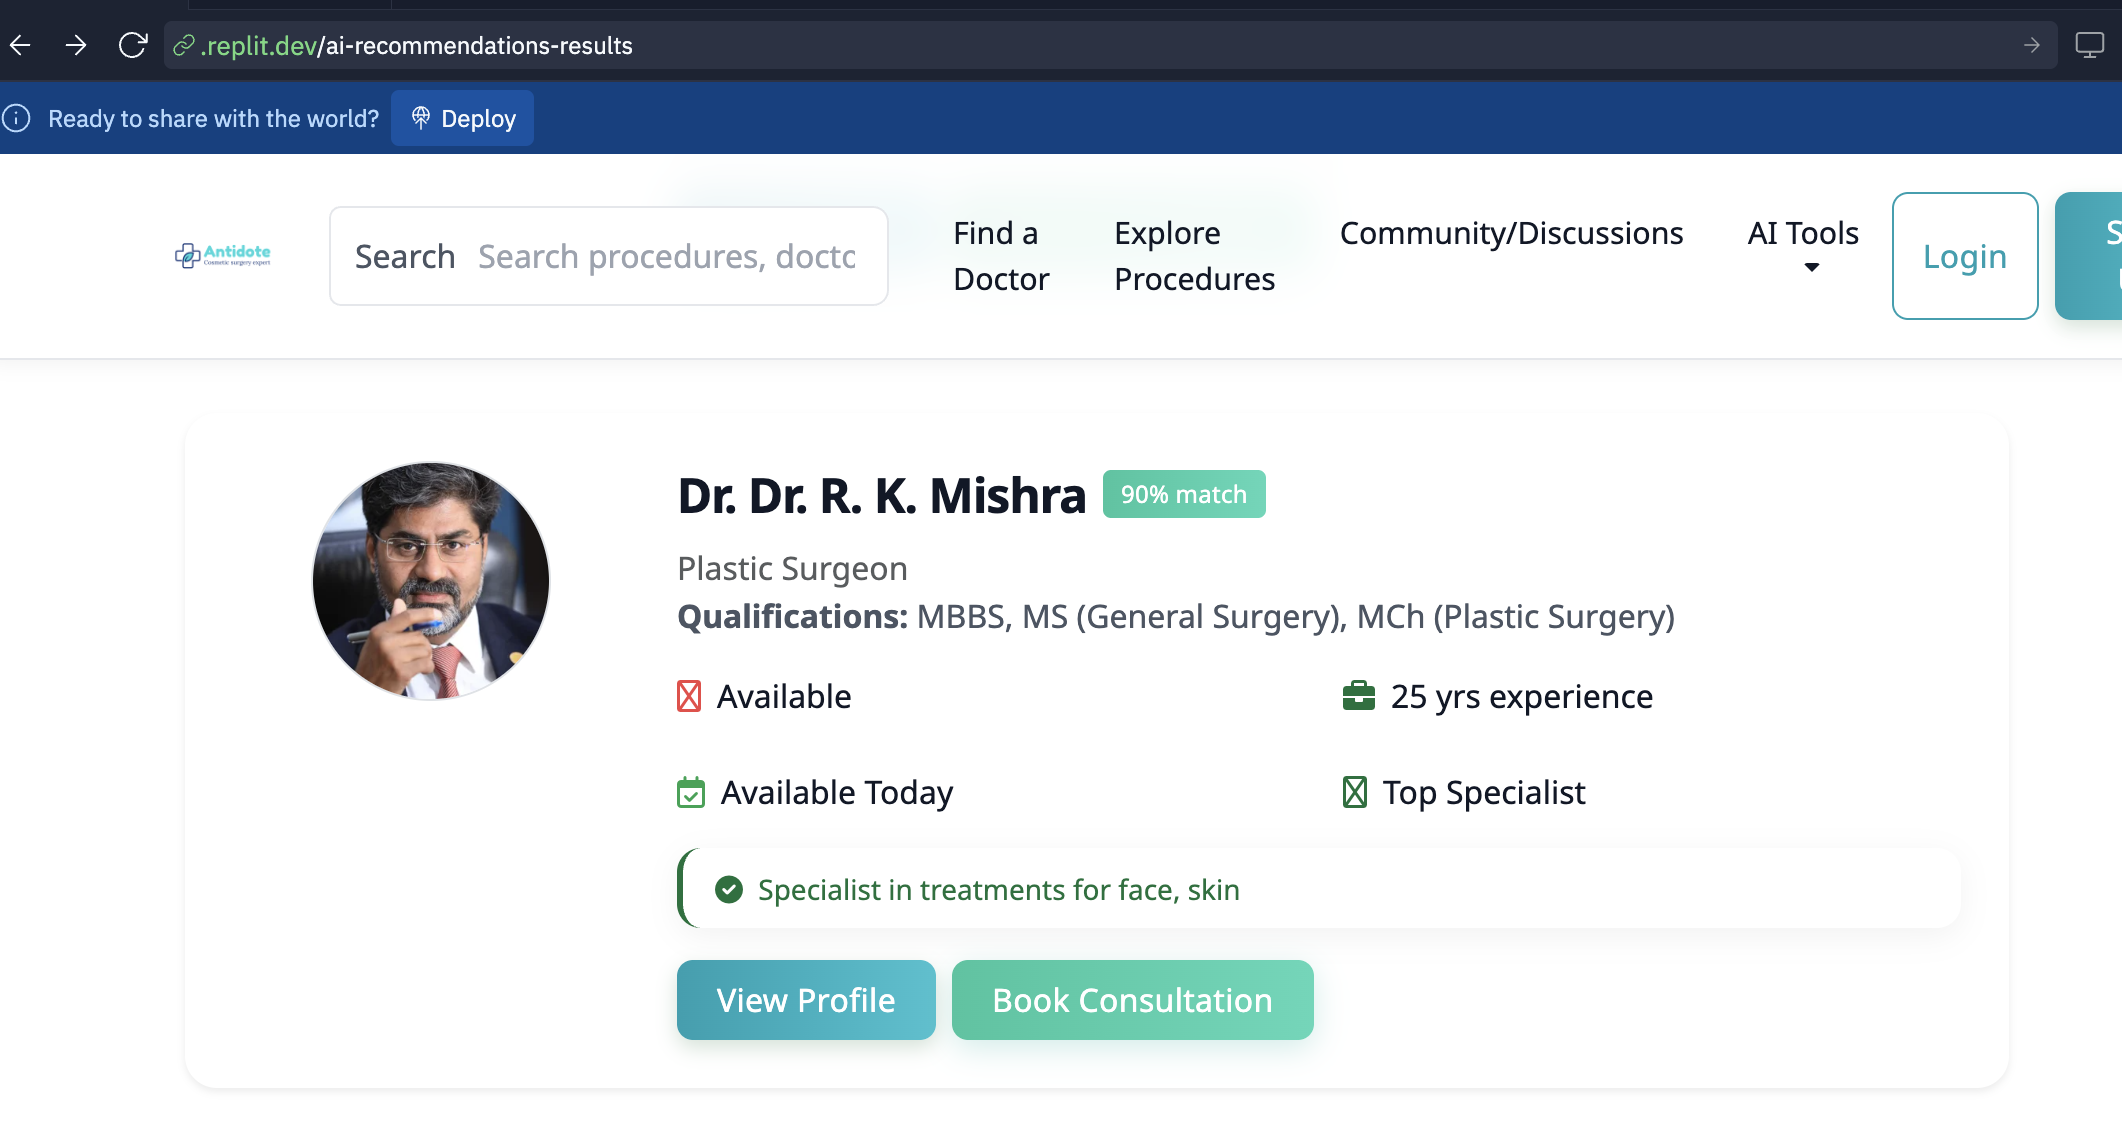 .replit.dev/ai-recommendations-results
Ready to share with the world? Deploy
Antidote
Cosmetic surgery expert
Search Search procedures, docto
Find a
Doctor
Explore
Procedures
Community/Discussions
AI Tools
Login
Dr. Dr. R. K. Mishra 90% match
Plastic Surgeon
Qualifications: MBBS, MS (General Surgery), MCh (Plastic Surgery)
Available 25 yrs experience
Available Today Top Specialist
Specialist in treatments for face, skin
View Profile Book Consultation